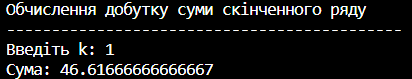 Обчислення добутку суми скінченного ряду
--------------------------------------------
Введіть k: 1
Сума: 46.61666666666667